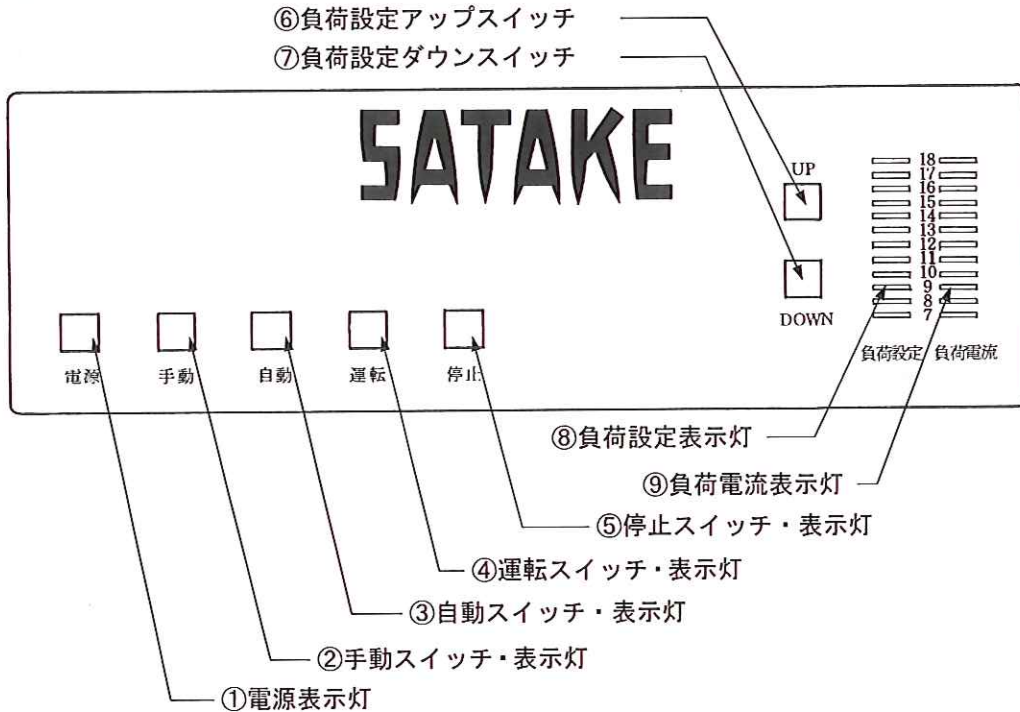 ⑥負荷設定アップスイッチ
⑦負荷設定ダウンスイッチ
SATAKE
UP
DOWN
18
17
16
15
14
13
12
11
10
9
8
7
負荷設定 負荷電流
電源 手動 自動 運転 停止
⑧負荷設定表示灯
⑨負荷電流表示灯
⑤停止スイッチ・表示灯
④運転スイッチ・表示灯
③自動スイッチ・表示灯
②手動スイッチ・表示灯
①電源表示灯